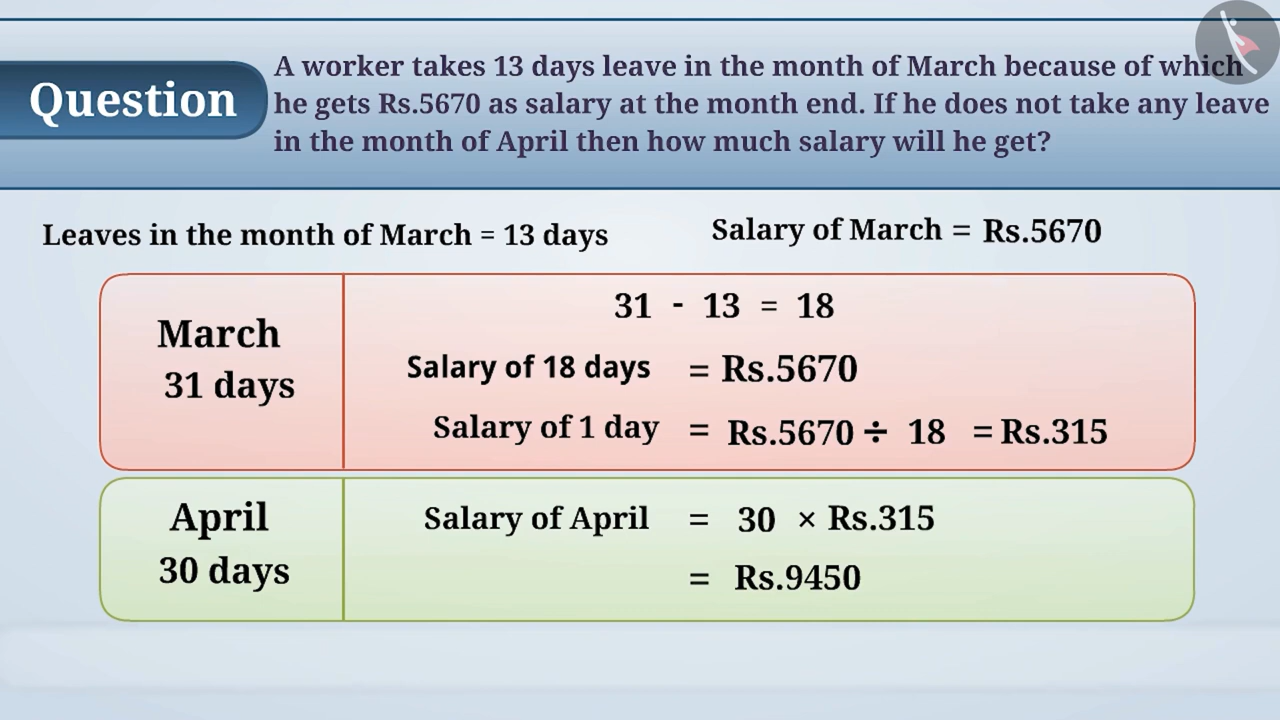 Question
A worker takes 13 days leave in the month of March because of which
he gets Rs.5670 as salary at the month end. If he does not take any leave
in the month of April then how much salary will he get?
Leaves in the month of March = 13 days
Salary of March = Rs.5670
March
31 days
31 - 13 = 18
Salary of 18 days = Rs.5670
Salary of 1 day = Rs.5670 ÷ 18 = Rs.315
April
30 days
Salary of April = 30 × Rs.315
= Rs.9450